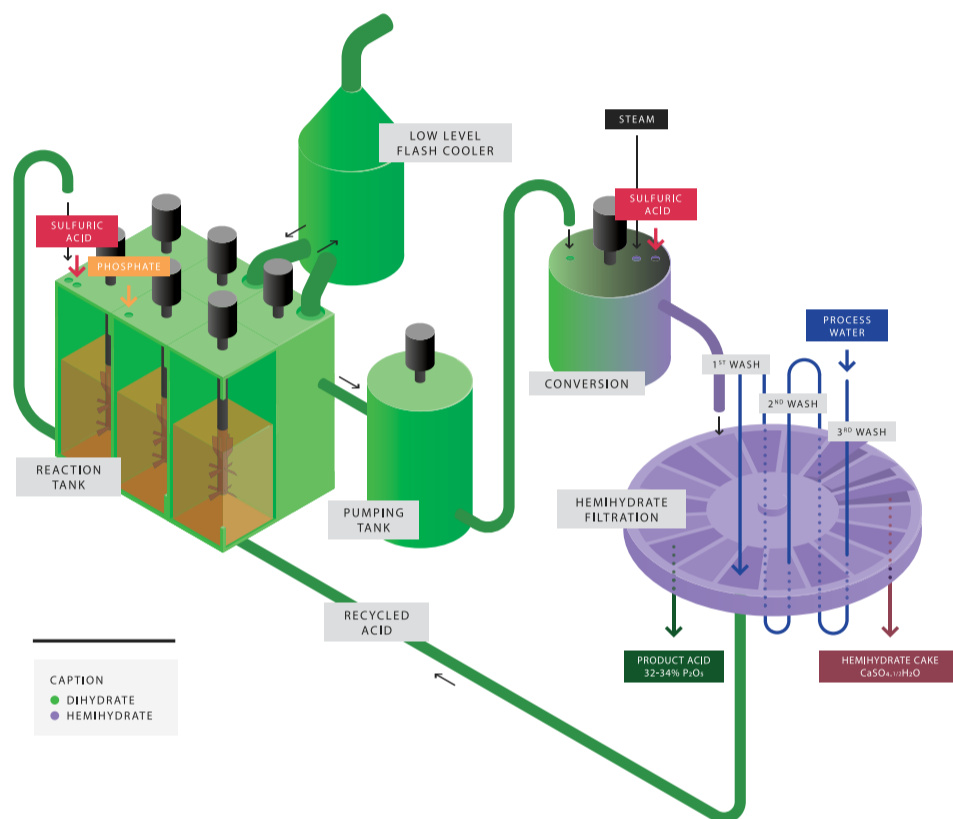 LOW LEVEL
FLASH COOLER
STEAM
SULFURIC
ACID
SULFURIC
ACID
PHOSPHATE
PROCESS
WATER
1ST WASH
CONVERSION
2ND WASH
3RD WASH
REACTION
TANK
PUMPING
TANK
HEMIHYDRATE
FILTRATION
RECYCLED
ACID
PRODUCT ACID
32-34% P₂O₅
HEMIHYDRATE CAKE
CaSO₄.₁/₂H₂O
CAPTION
DIHYDRATE
HEMIHYDRATE